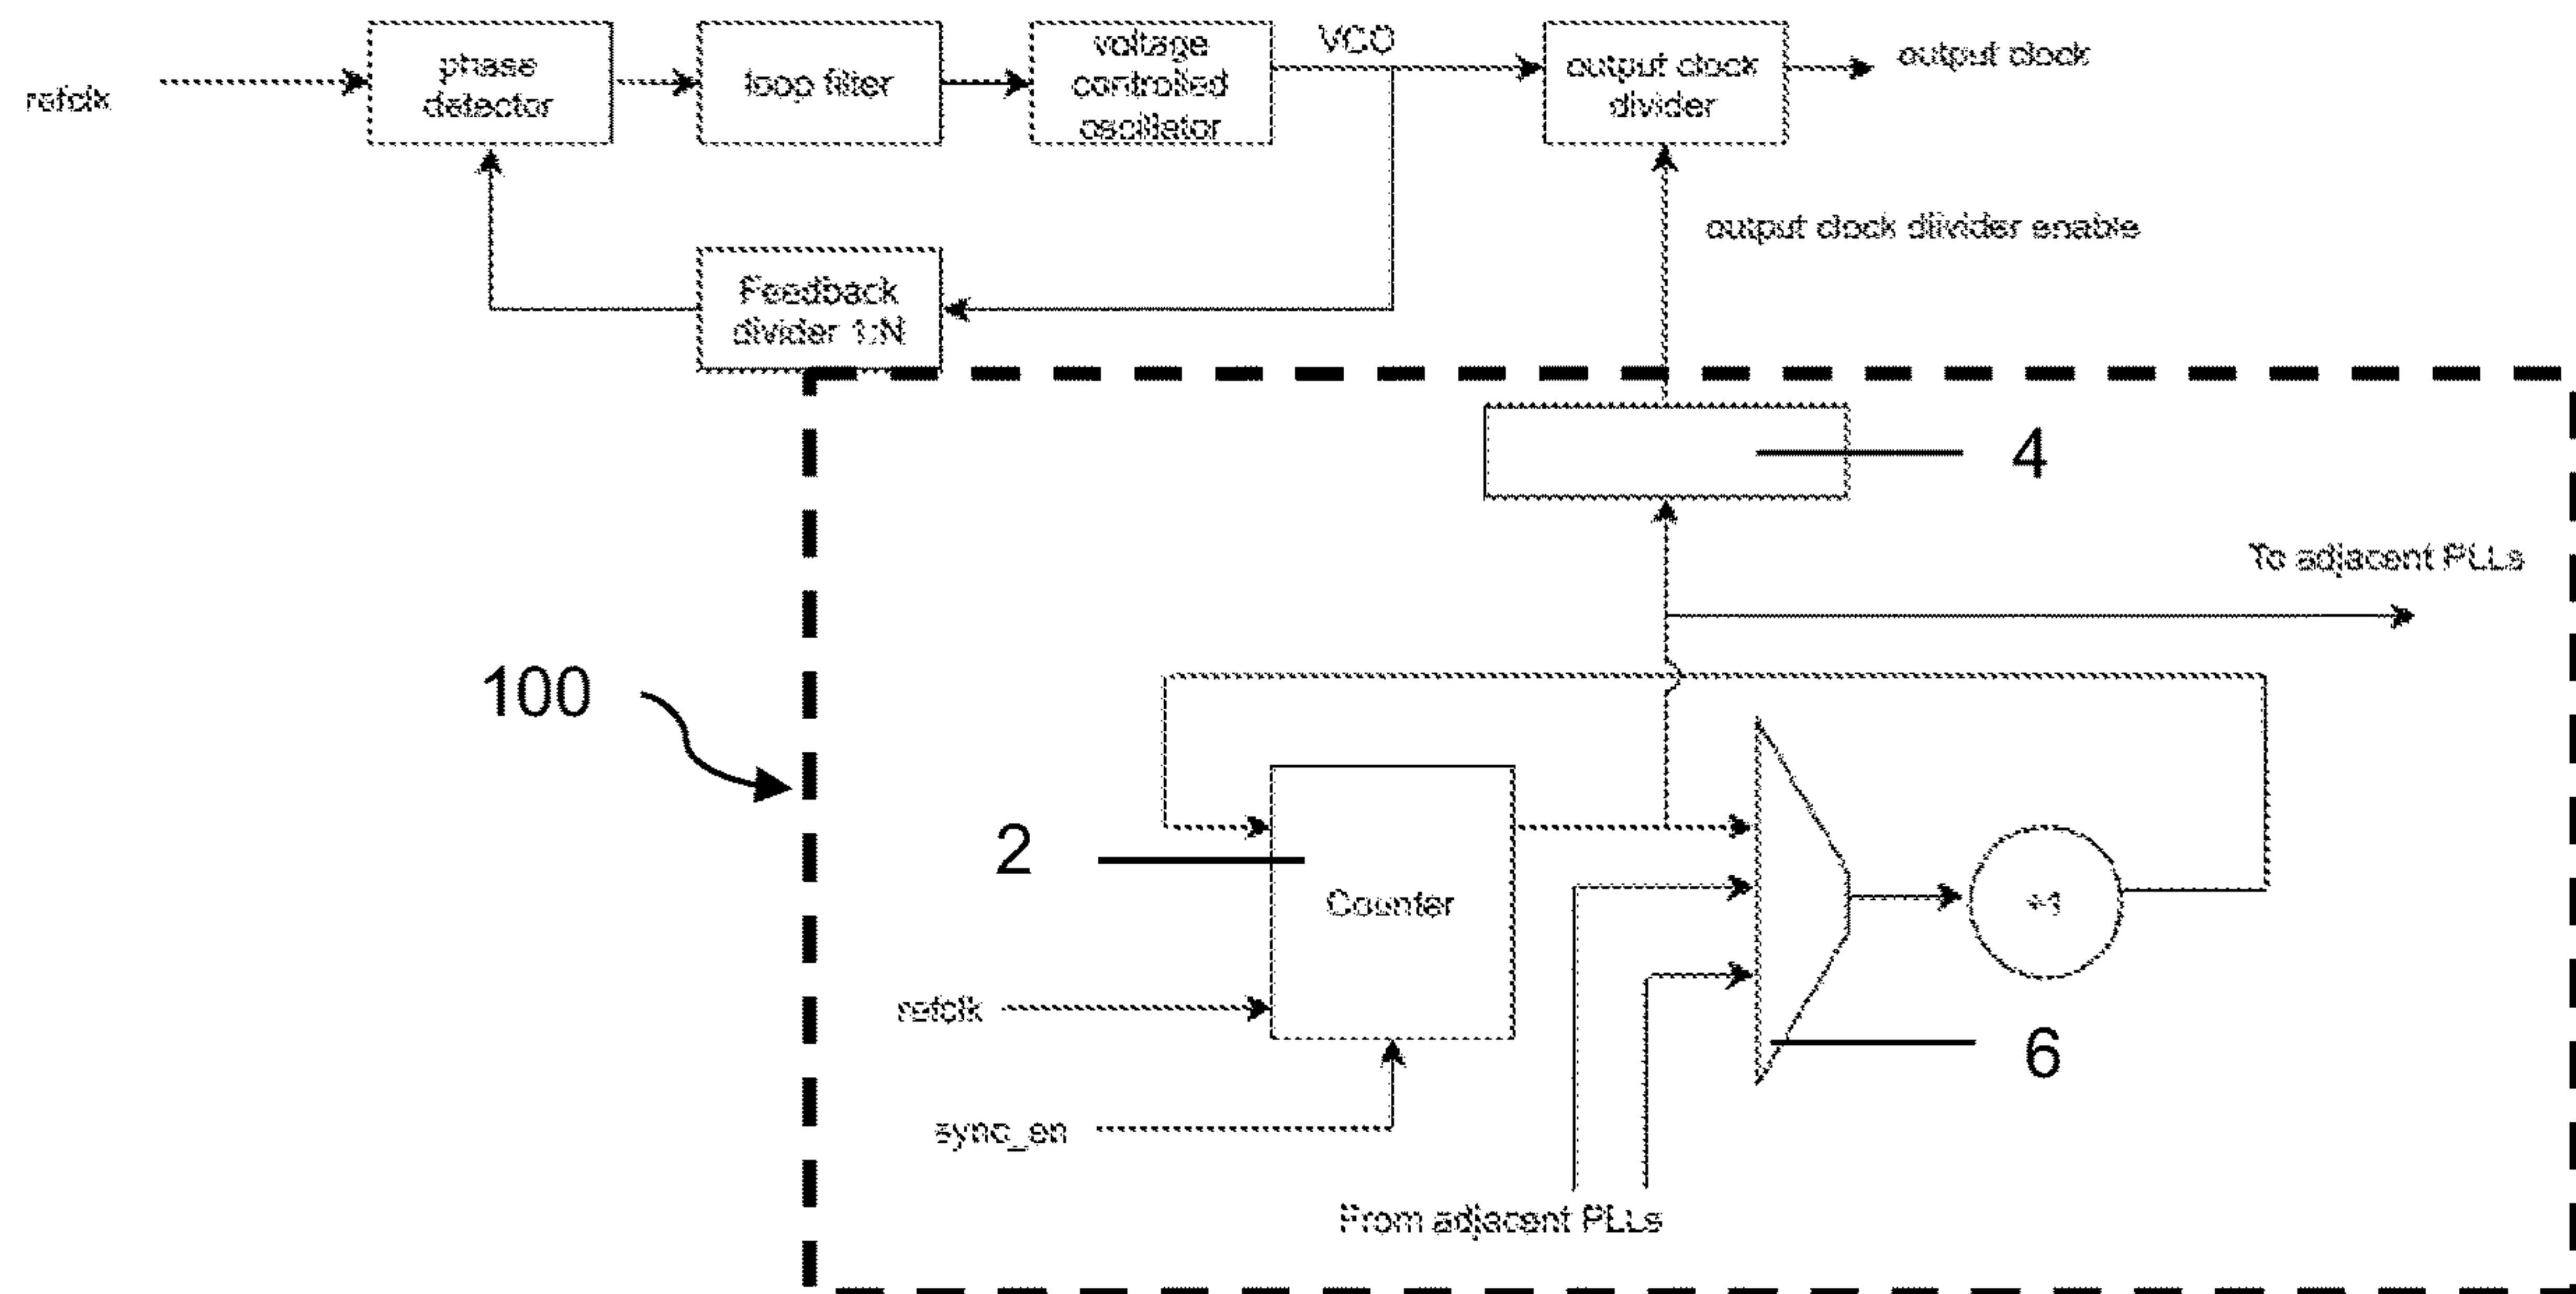 refclk
phase
detector
loop filter
voltage
controlled
oscillator
VCO
output clock
divider
output clock
output clock divider enable
Feedback
divider 1:N
4
To adjacent PLLs
100
2
Counter
+1
refclk
6
sync_en
From adjacent PLLs